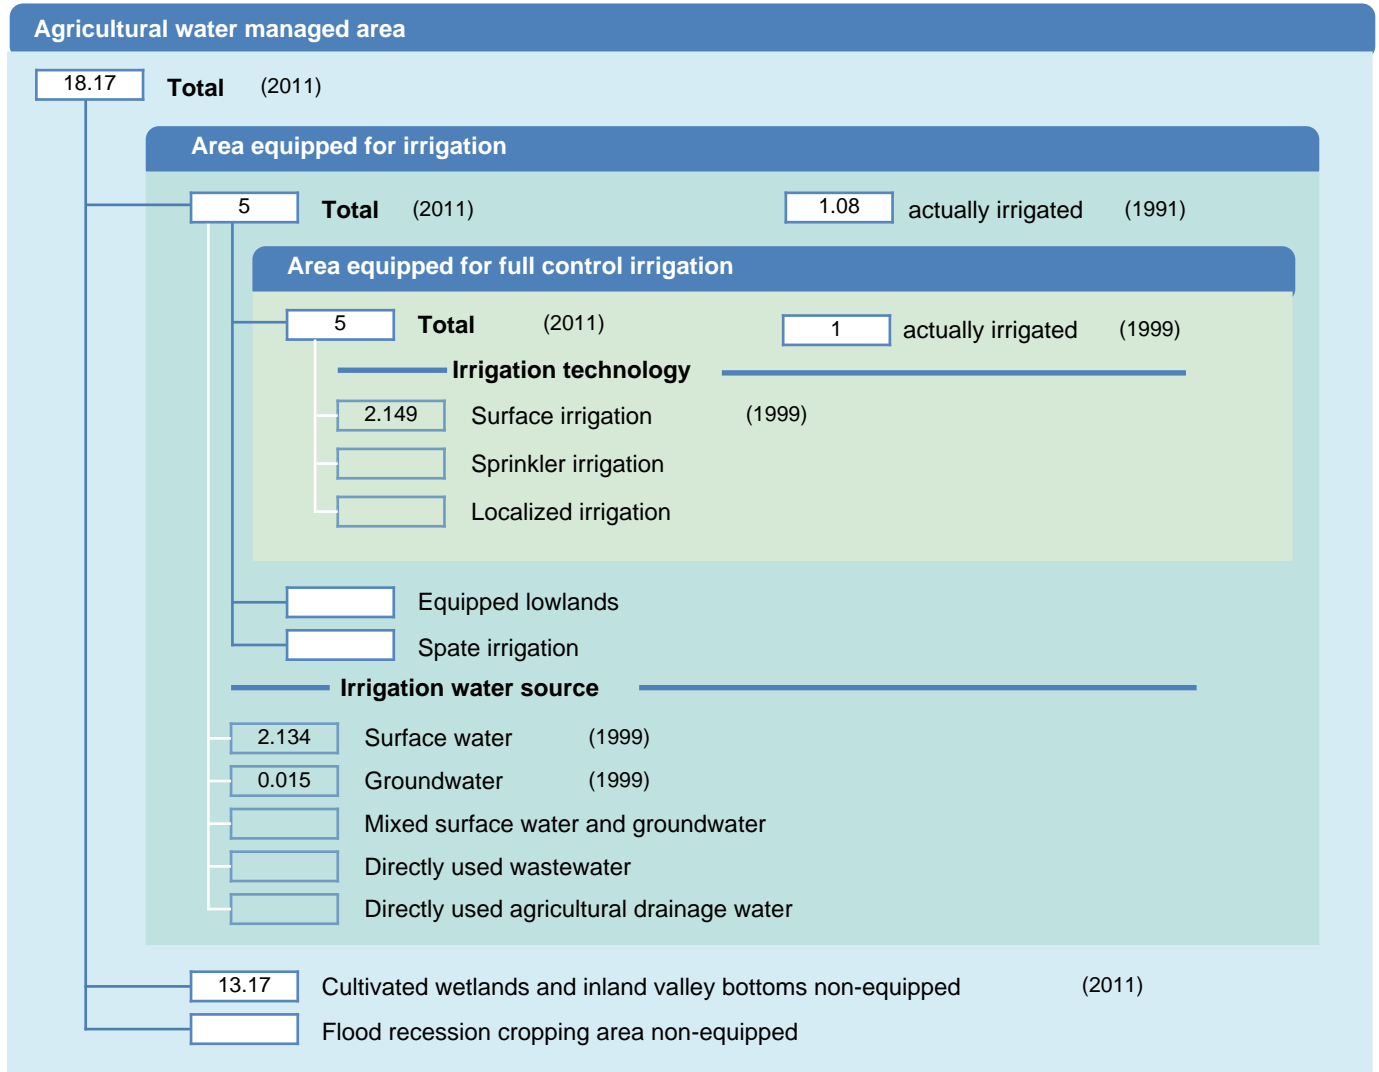 Agricultural water managed area
18.17 Total (2011)
Area equipped for irrigation
5 Total (2011) 1.08 actually irrigated (1991)
Area equipped for full control irrigation
5 Total (2011) 1 actually irrigated (1999)
Irrigation technology
2.149 Surface irrigation (1999)
Sprinkler irrigation
Localized irrigation
Equipped lowlands
Spate irrigation
Irrigation water source
2.134 Surface water (1999)
0.015 Groundwater (1999)
Mixed surface water and groundwater
Directly used wastewater
Directly used agricultural drainage water
13.17 Cultivated wetlands and inland valley bottoms non-equipped (2011)
Flood recession cropping area non-equipped